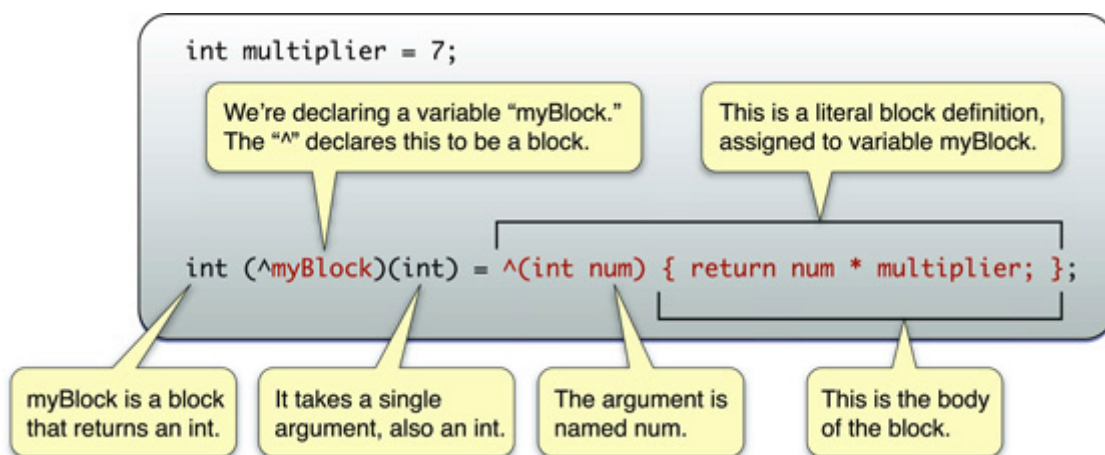 int multiplier = 7;
We're declaring a variable “myBlock.”
The “^” declares this to be a block.
This is a literal block definition,
assigned to variable myBlock.
int (^myBlock)(int) = ^(int num) { return num * multiplier; };
myBlock is a block
that returns an int.
It takes a single
argument, also an int.
The argument is
named num.
This is the body
of the block.